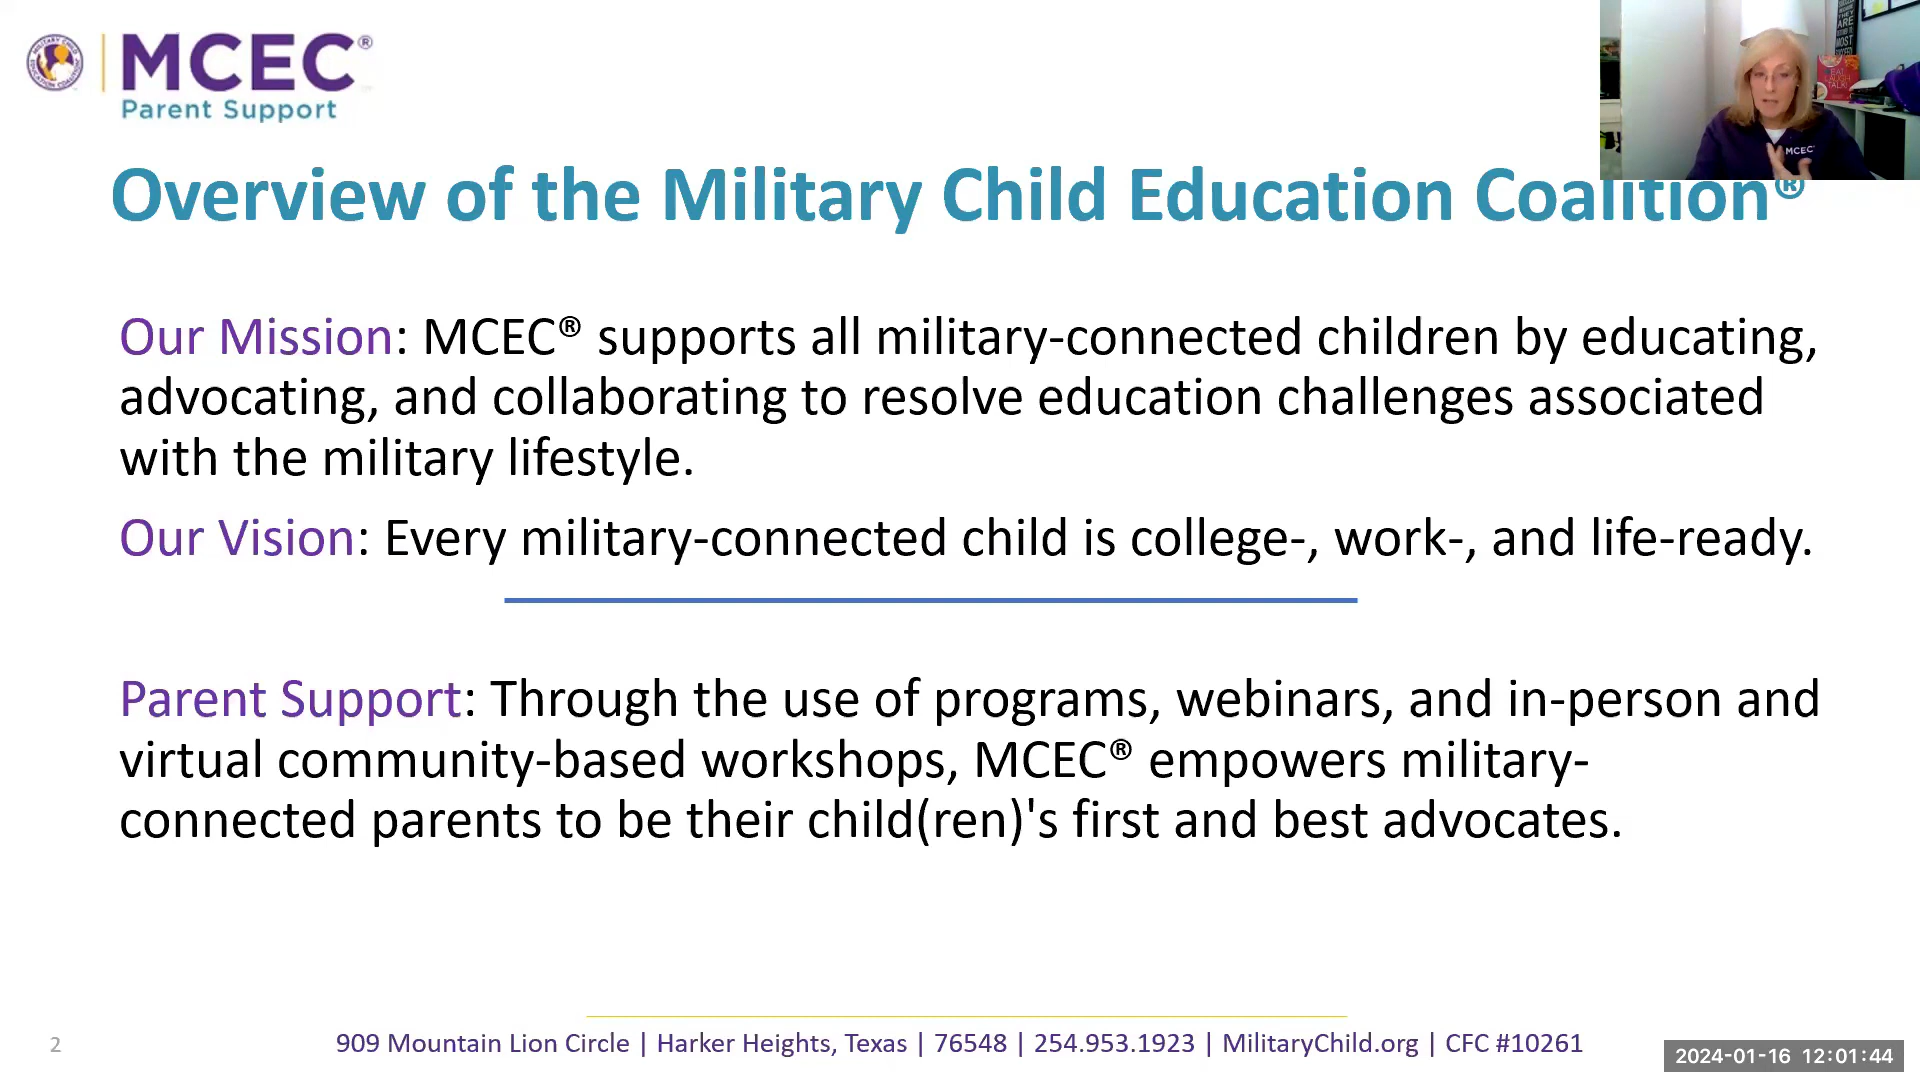 MCEC®
Parent Support
MCEC
Overview of the Military Child Education Coalition®
Our Mission: MCEC® supports all military-connected children by educating,
advocating, and collaborating to resolve education challenges associated
with the military lifestyle.
Our Vision: Every military-connected child is college-, work-, and life-ready.
Parent Support: Through the use of programs, webinars, and in-person and
virtual community-based workshops, MCEC® empowers military-
connected parents to be their child(ren)'s first and best advocates.
2
909 Mountain Lion Circle | Harker Heights, Texas | 76548 | 254.953.1923 | MilitaryChild.org | CFC #10261
2024-01-16 12:01:44